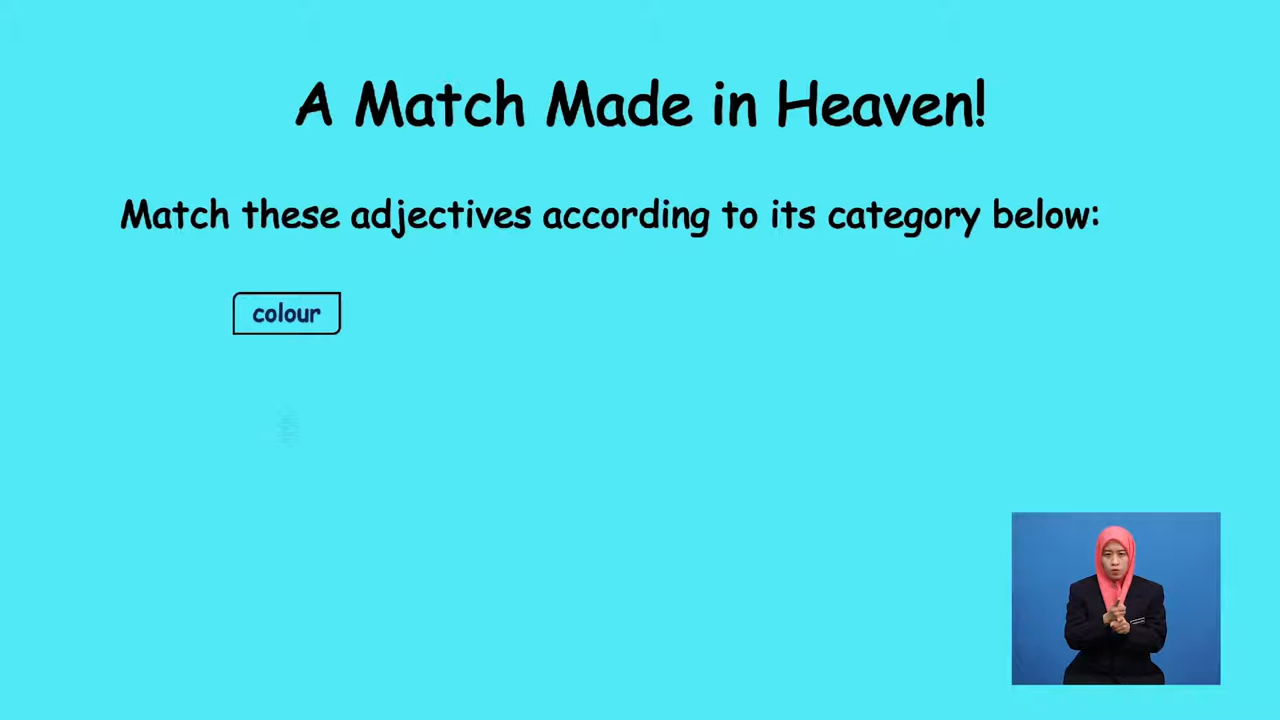 A Match Made in Heaven!
Match these adjectives according to its category below:
colour